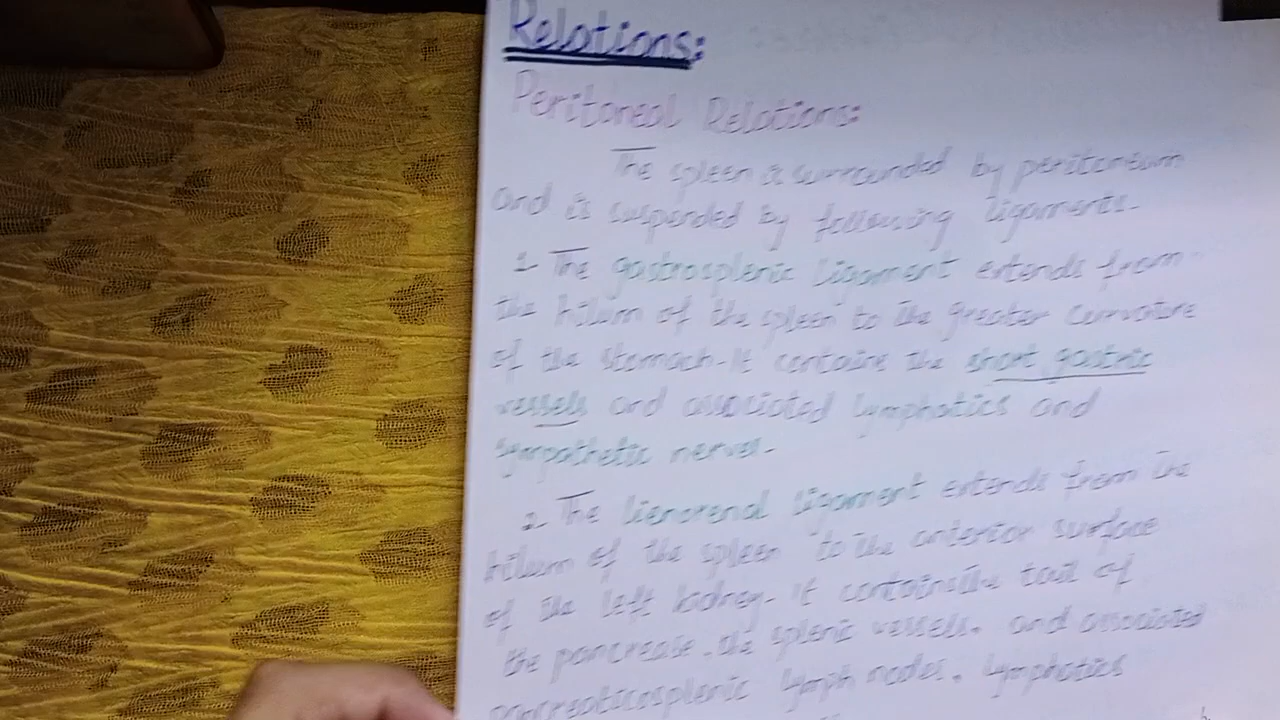 Relations:
Peritoneal Relations:
The spleen is surrounded by peritoneum
and is suspended by following ligaments.
1- The gastrosplenic ligament extends from
the hilum of the spleen to the greater curvature
of the stomach-It contains the short gastric
vessels and associated lymphatics and
sympathetic nerves-
2- The lienorenal ligament extends from the
hilum of the spleen to the anterior surface
of the left kidney- It contains the tail of
the pancreas, the splenic vessels, and associated
pancreaticosplenic lymph nodes, lymphatics